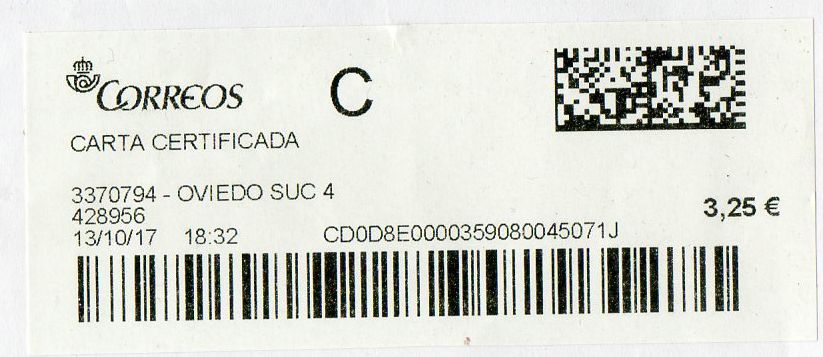 CORREOS
C
CARTA CERTIFICADA
3370794 - OVIEDO SUC 4
428956
3,25 €
13/10/17 18:32 CD0D8E0000359080045071J